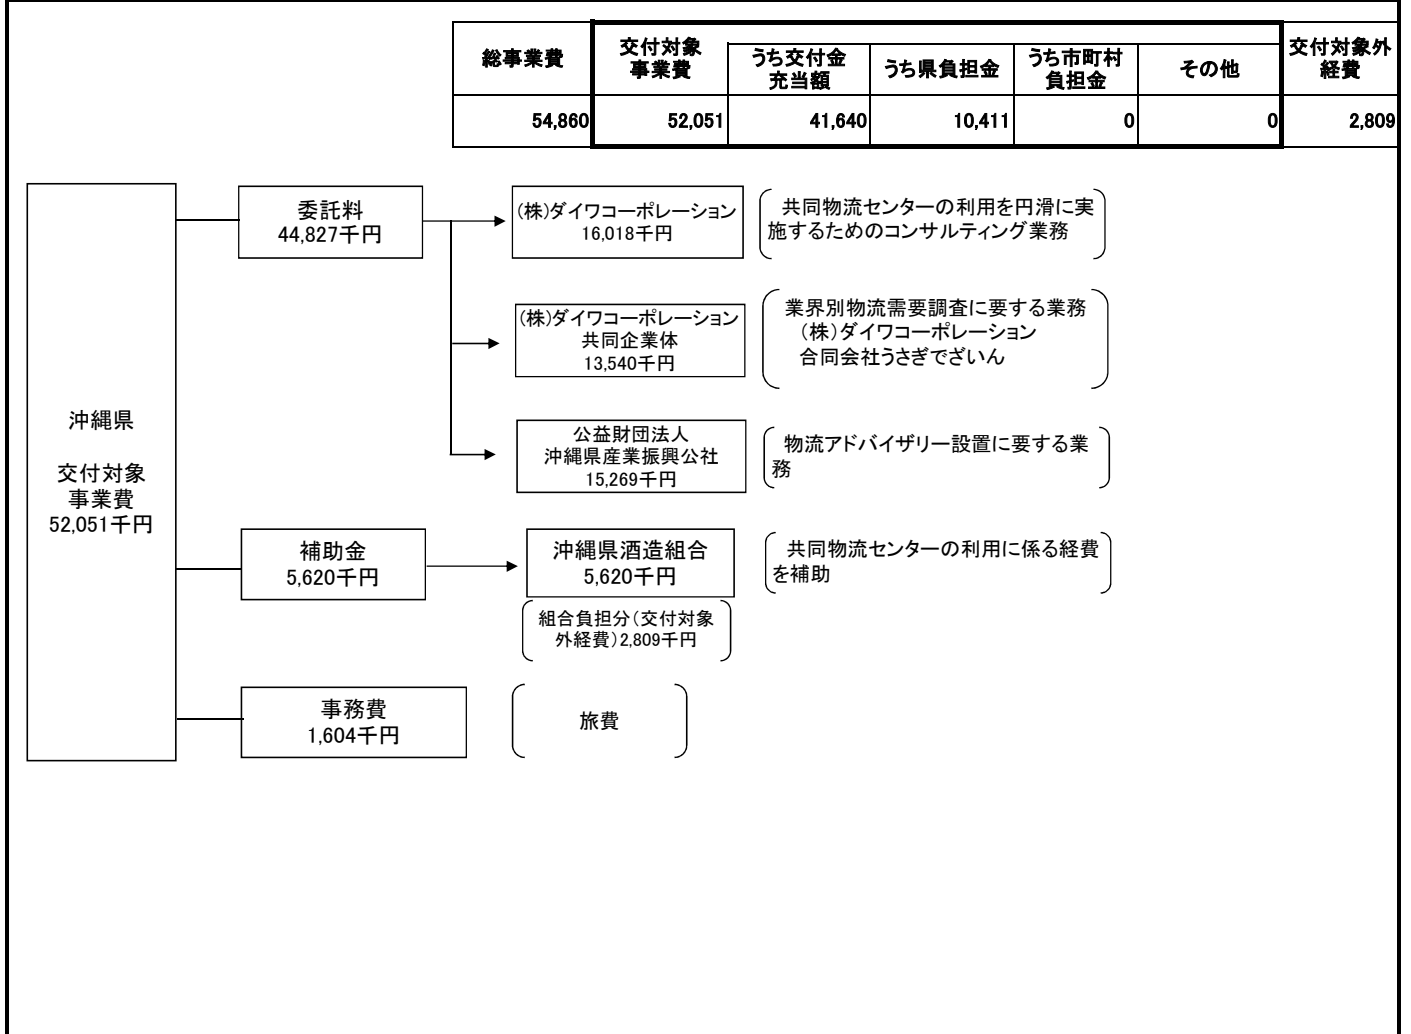 総事業費
交付対象
事業費
うち交付金
充当額
うち県負担金
うち市町村
負担金
その他
交付対象外
経費
54,860
52,051
41,640
10,411
0
0
2,809
沖縄県
交付対象
事業費
52,051千円
委託料
44,827千円
(株)ダイワコーポレーション
16,018千円
共同物流センターの利用を円滑に実
施するためのコンサルティング業務
(株)ダイワコーポレーション
共同企業体
13,540千円
業界別物流需要調査に要する業務
(株)ダイワコーポレーション
合同会社うさぎでざいん
公益財団法人
沖縄県産業振興公社
15,269千円
物流アドバイザリー設置に要する業
務
補助金
5,620千円
沖縄県酒造組合
5,620千円
共同物流センターの利用に係る経費
を補助
組合負担分(交付対象
外経費)2,809千円
事務費
1,604千円
旅費